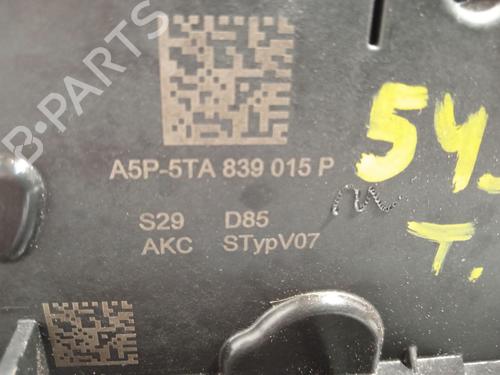 A5P-5TA 839 015 P
S29 D85
AKC STypV07
54
T.
B-PARTS